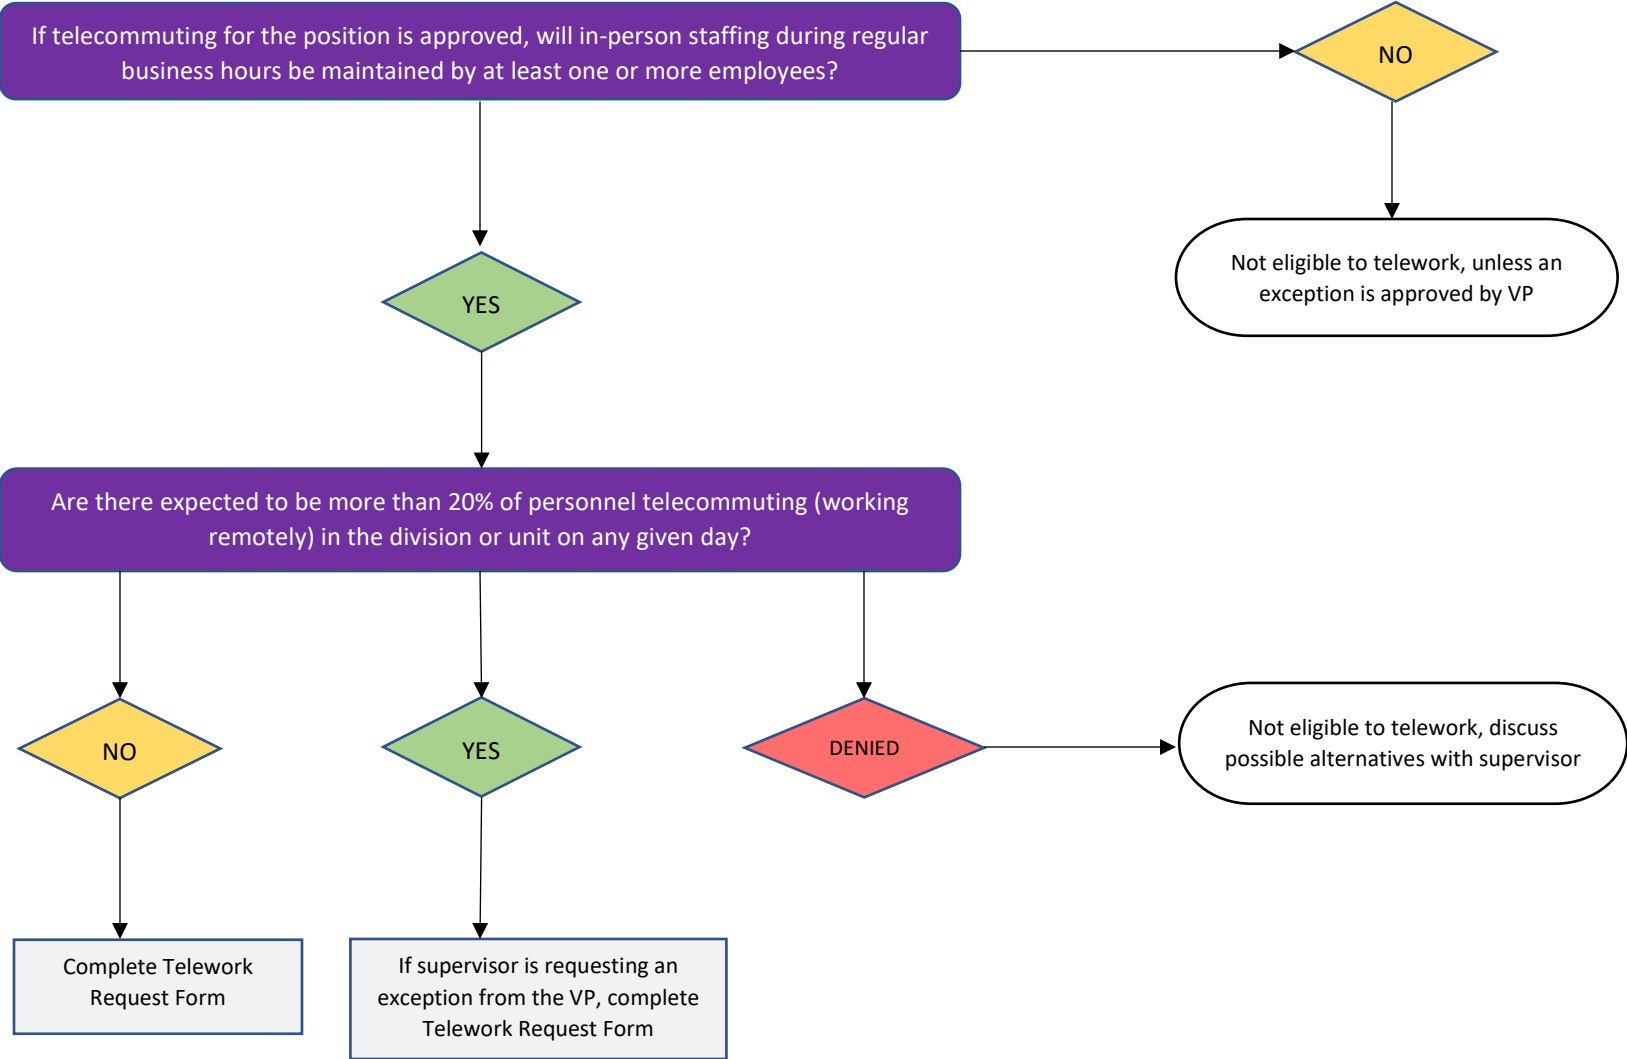 If telecommuting for the position is approved, will in-person staffing during regular
business hours be maintained by at least one or more employees?
NO
Not eligible to telework, unless an
exception is approved by VP
YES
Are there expected to be more than 20% of personnel telecommuting (working
remotely) in the division or unit on any given day?
NO
YES
DENIED
Not eligible to telework, discuss
possible alternatives with supervisor
Complete Telework
Request Form
If supervisor is requesting an
exception from the VP, complete
Telework Request Form